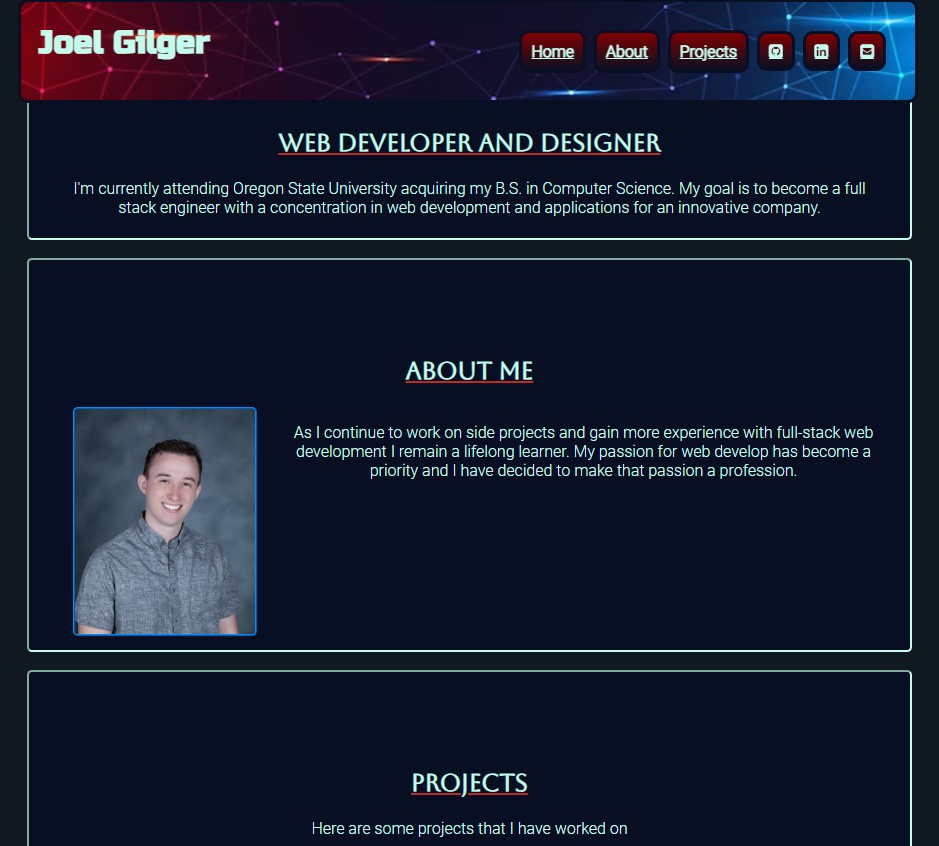 Joel Gilger
Home About Projects
WEB DEVELOPER AND DESIGNER
I'm currently attending Oregon State University acquiring my B.S. in Computer Science. My goal is to become a full
stack engineer with a concentration in web development and applications for an innovative company.
ABOUT ME
As I continue to work on side projects and gain more experience with full-stack web
development I remain a lifelong learner. My passion for web develop has become a
priority and I have decided to make that passion a profession.
PROJECTS
Here are some projects that I have worked on